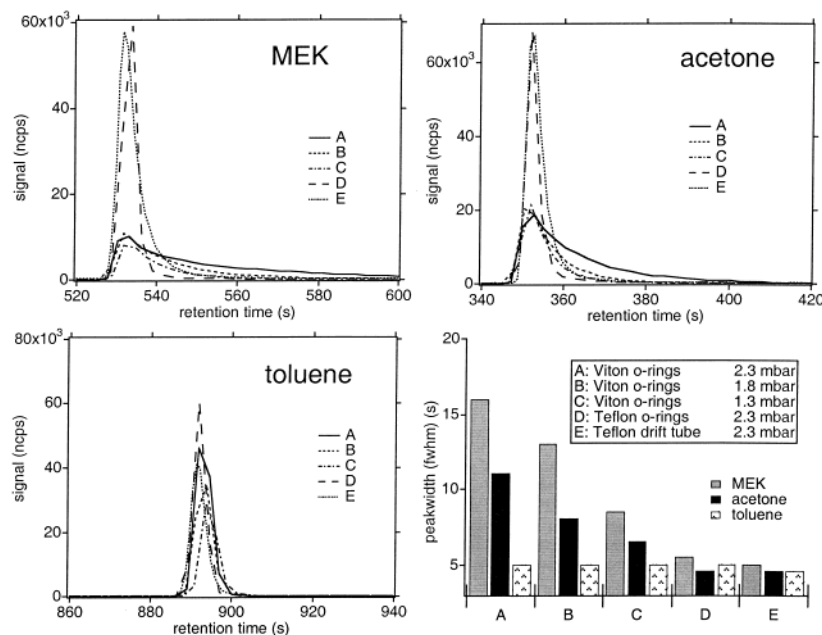 60x10³
MEK
signal (ncps)
40
20
0
A
B
C
D
E
520 540 560 580 600
retention time (s)
acetone
signal (ncps)
60x10³
40
20
0
A
B
C
D
E
340 360 380 400 420
retention time (s)
80x10³
toluene
signal (ncps)
60
40
20
0
A
B
C
D
E
860 880 900 920 940
retention time (s)
20
15
10
5
peakwidth (fwhm) (s)
A: Viton o-rings 2.3 mbar
B: Viton o-rings 1.8 mbar
C: Viton o-rings 1.3 mbar
D: Teflon o-rings 2.3 mbar
E: Teflon drift tube 2.3 mbar
MEK
acetone
toluene
A B C D E